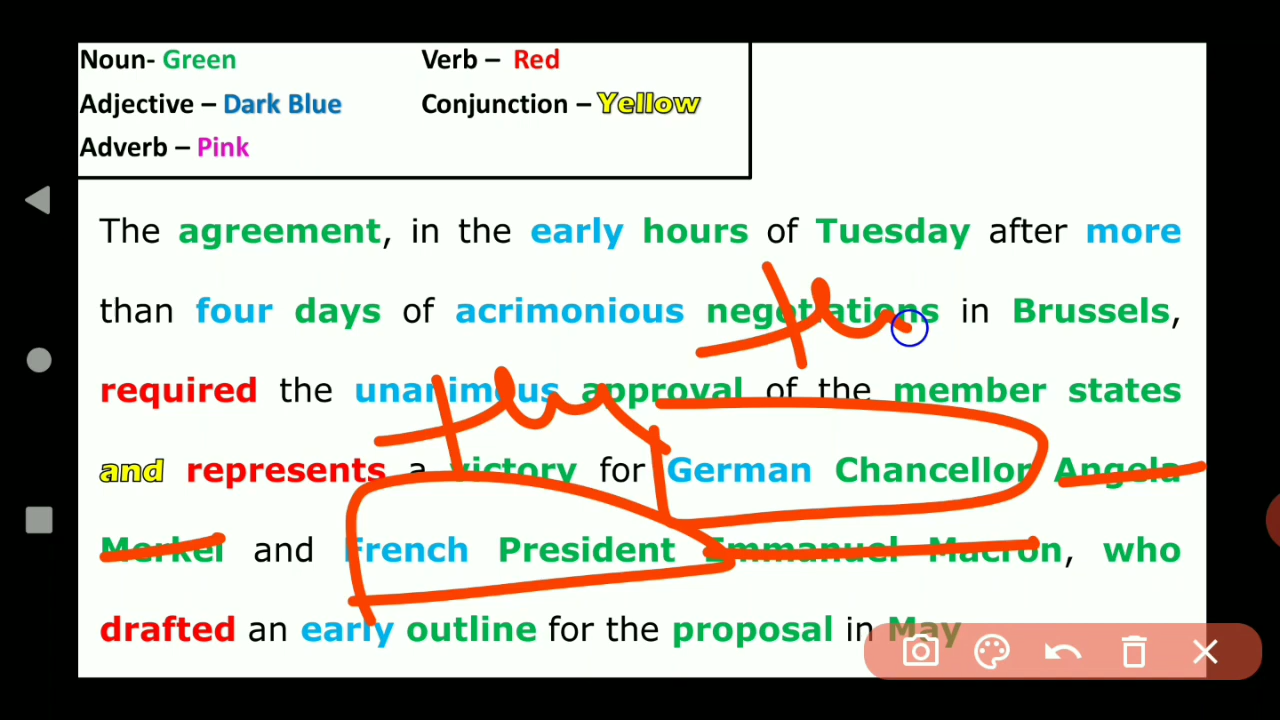 Noun- Green Verb – Red
Adjective – Dark Blue Conjunction – Yellow
Adverb – Pink
The agreement, in the early hours of Tuesday after more
than four days of acrimonious negotiations in Brussels,
required the unanimous approval of the member states
and represents a victory for German Chancellor Angela
Merkel and French President Emmanuel Macron, who
drafted an early outline for the proposal in May